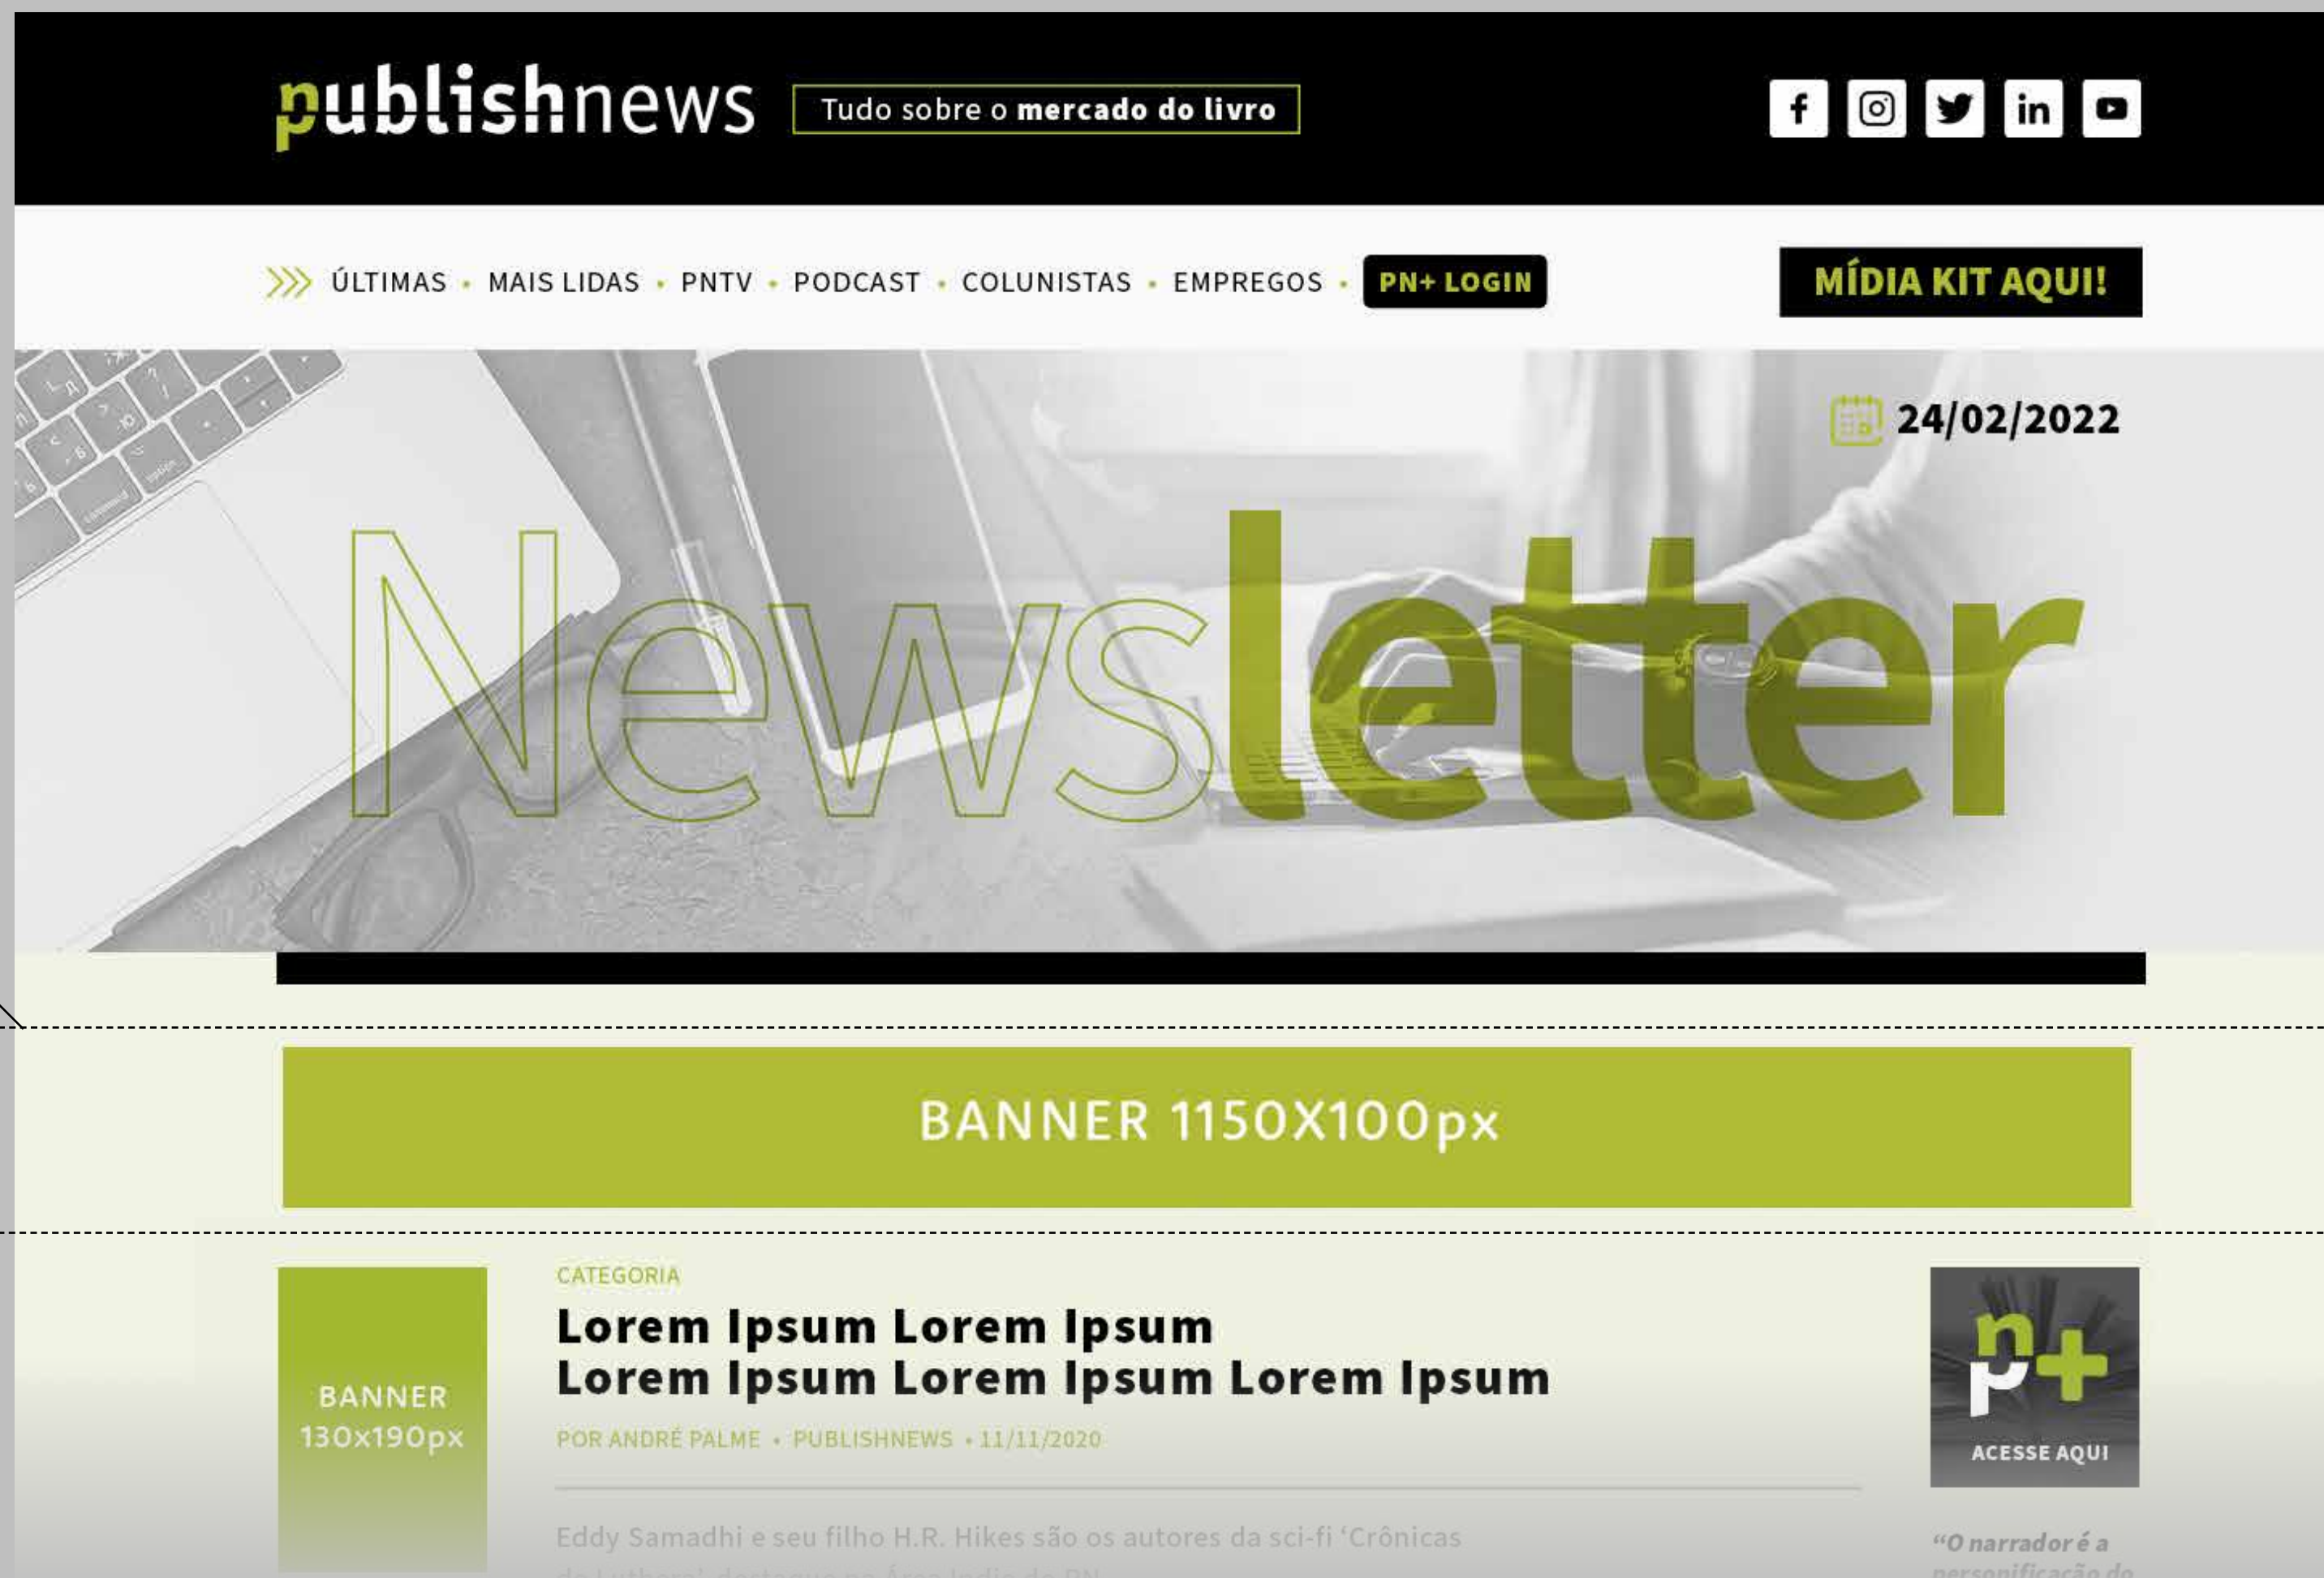 publishnews
Tudo sobre o mercado do livro
ÚLTIMAS • MAIS LIDAS • PNTV • PODCAST • COLUNISTAS • EMPREGOS • PN+ LOGIN
MÍDIA KIT AQUI!
24/02/2022
Newsletter
BANNER 1150X100px
BANNER
130x190px
CATEGORIA
Lorem Ipsum Lorem Ipsum
Lorem Ipsum Lorem Ipsum Lorem Ipsum
POR ANDRÉ PALME • PUBLISHNEWS • 11/11/2020
Eddy Samadhi e seu filho H.R. Hikes são os autores da sci-fi ‘Crônicas
pn+
ACESSE AQUI
“O narrador é a
personificação do